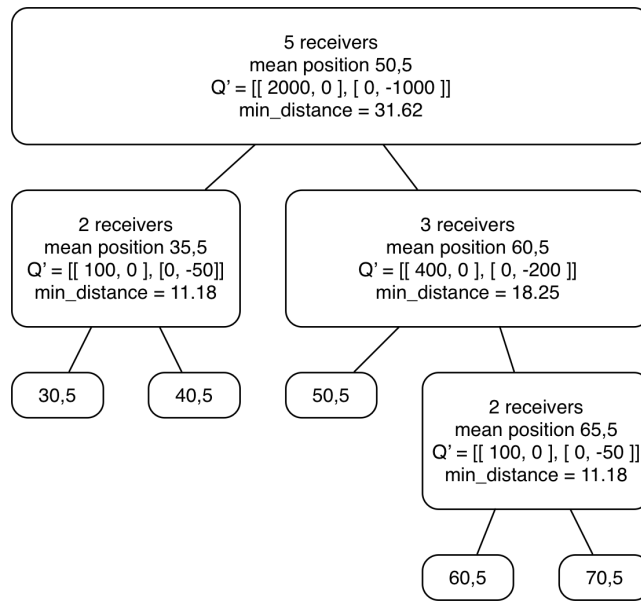 5 receivers
mean position 50,5
Q’ = [[ 2000, 0 ], [ 0, -1000 ]]
min_distance = 31.62
2 receivers
mean position 35,5
Q’ = [[ 100, 0 ], [0, -50]]
min_distance = 11.18
3 receivers
mean position 60,5
Q’ = [[ 400, 0 ], [ 0, -200 ]]
min_distance = 18.25
30,5
40,5
50,5
2 receivers
mean position 65,5
Q’ = [[ 100, 0 ], [ 0, -50 ]]
min_distance = 11.18
60,5
70,5